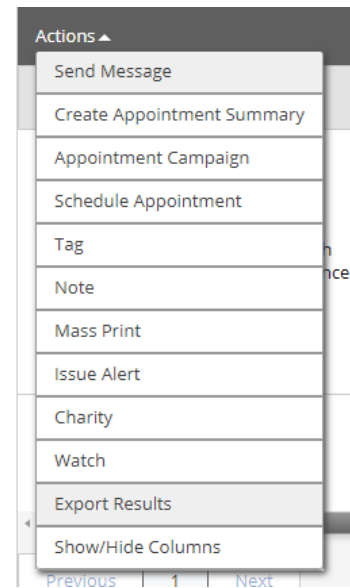 Actions
Send Message
Create Appointment Summary
Appointment Campaign
Schedule Appointment
Tag
h
Note
nce
Mass Print
Issue Alert
Charity
Watch
Export Results
Show/Hide Columns
Previous 1 Next